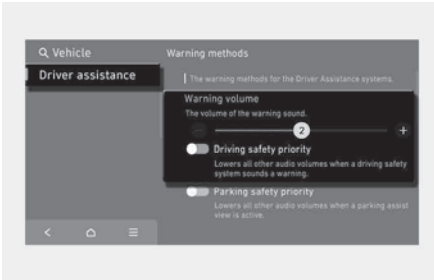 Vehicle
Warning methods
Driver assistance
The warning methods for the Driver Assistance systems.
Warning volume
The volume of the warning sound.
2
Driving safety priority
Lowers all other audio volumes when a driving safety
system sounds a warning.
Parking safety priority
Lowers all other audio volumes when a parking assist
view is active.